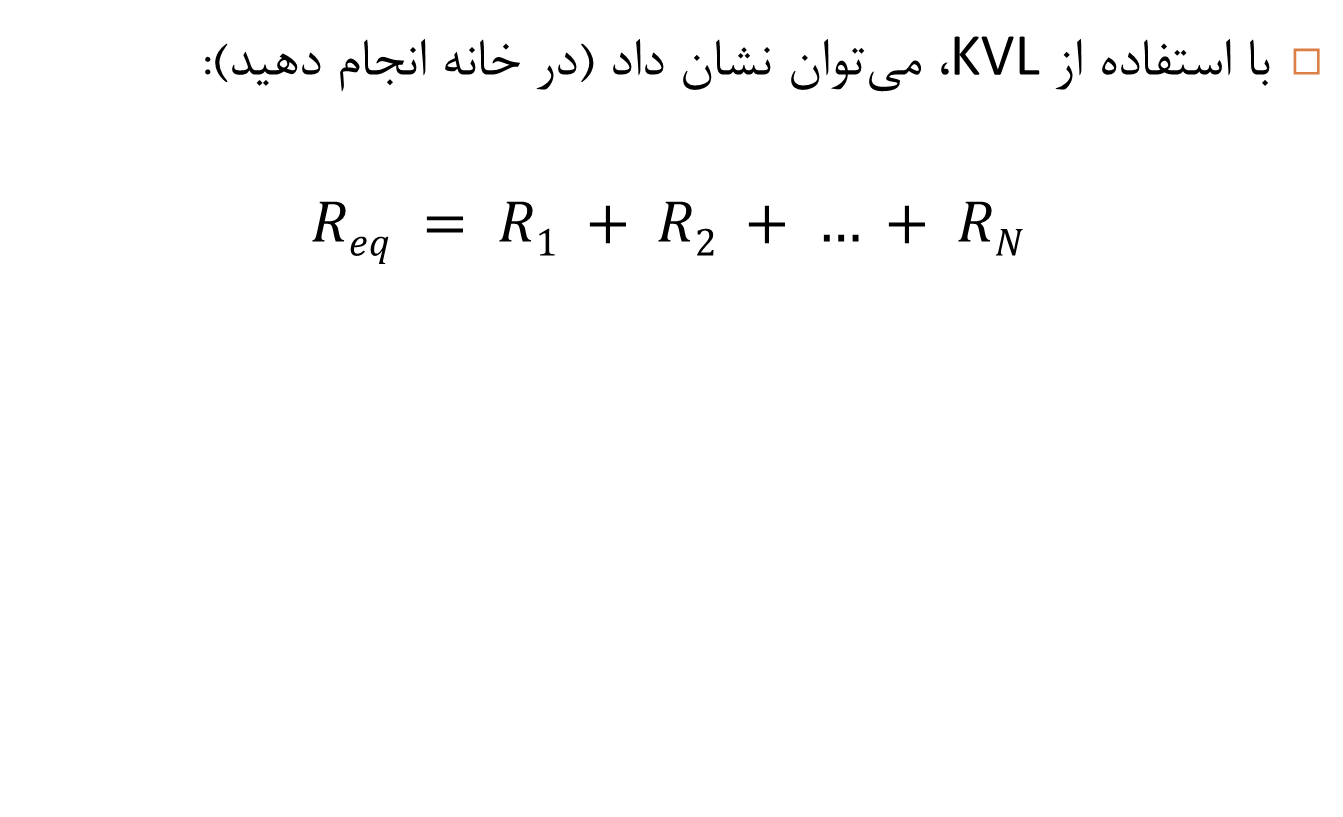 با استفاده از KVL، می‌توان نشان داد (در خانه انجام دهید):
R_eq = R_1 + R_2 + … + R_N